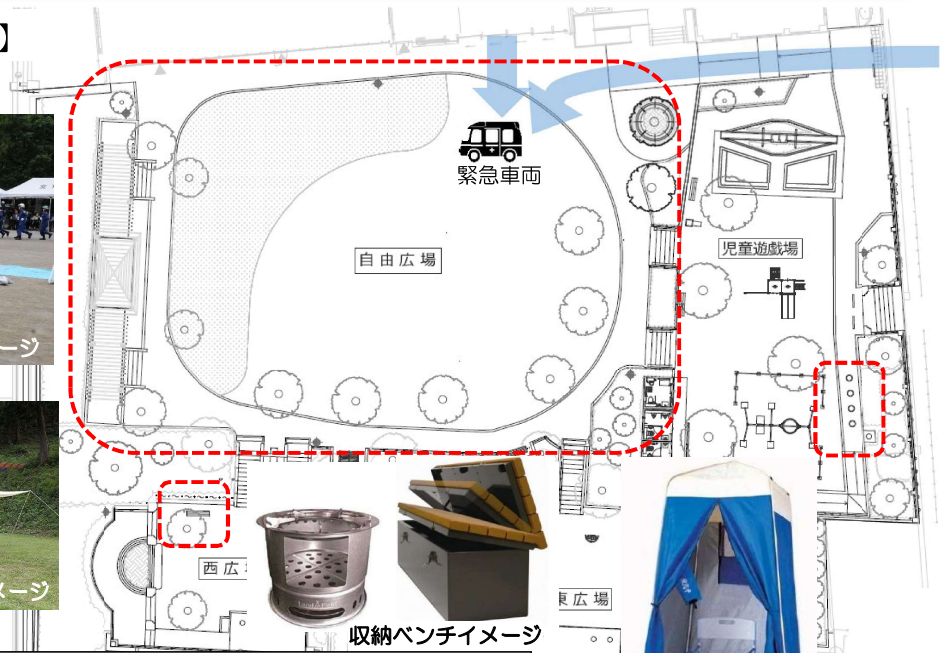 】
緊急車両
自由広場
児童遊戯場
ージ
メージ
西広
東広場
収納ベンチイメージ